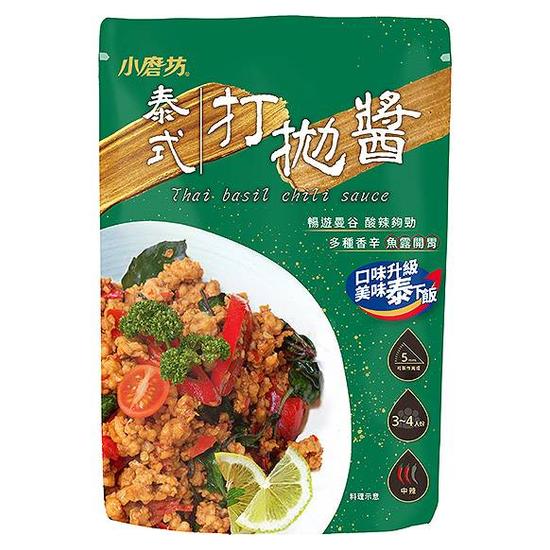 小磨坊®
泰式 打拋醬
Thai basil chili sauce
暢遊曼谷 酸辣夠勁
多種香辛 魚露開胃
口味升級
美味泰下飯
3~4人份
中辣
料理示意